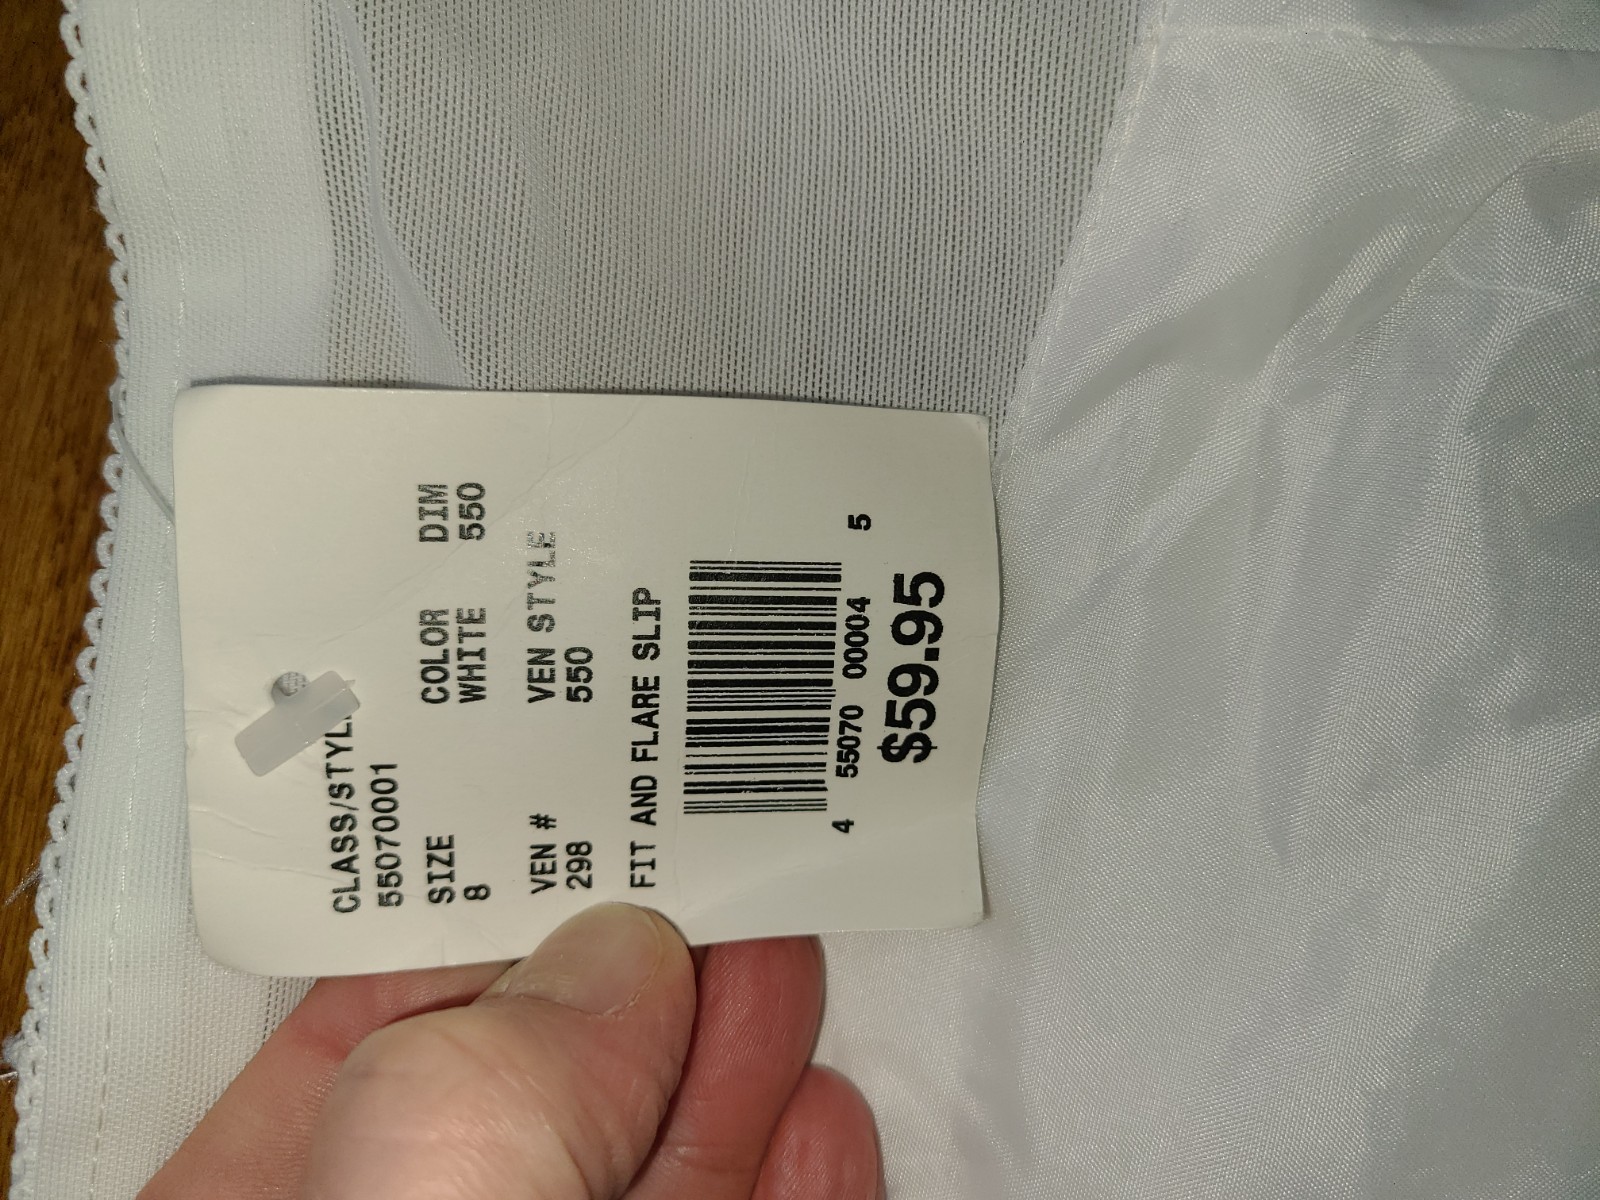 CLASS/STYLE
55070001
SIZE COLOR DIM
8 WHITE 550
VEN # VEN STYLE
298 550
FIT AND FLARE SLIP
4 55070 00004 5
$59.95